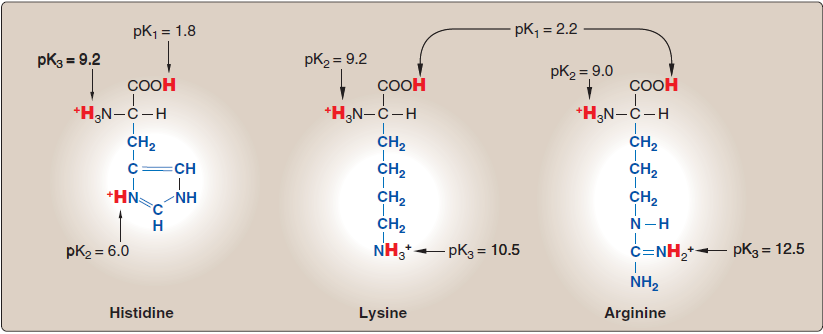 pK₁ = 1.8
pK₃ = 9.2
COOH
⁺H₃N–C–H
CH₂
C=CH
⁺HN NH
C
H
pK₂ = 6.0
Histidine
pK₁ = 2.2
pK₂ = 9.2
COOH
⁺H₃N–C–H
CH₂
CH₂
CH₂
CH₂
NH₃⁺
pK₃ = 10.5
Lysine
pK₂ = 9.0
COOH
⁺H₃N–C–H
CH₂
CH₂
CH₂
N–H
C=NH₂⁺
pK₃ = 12.5
NH₂
Arginine